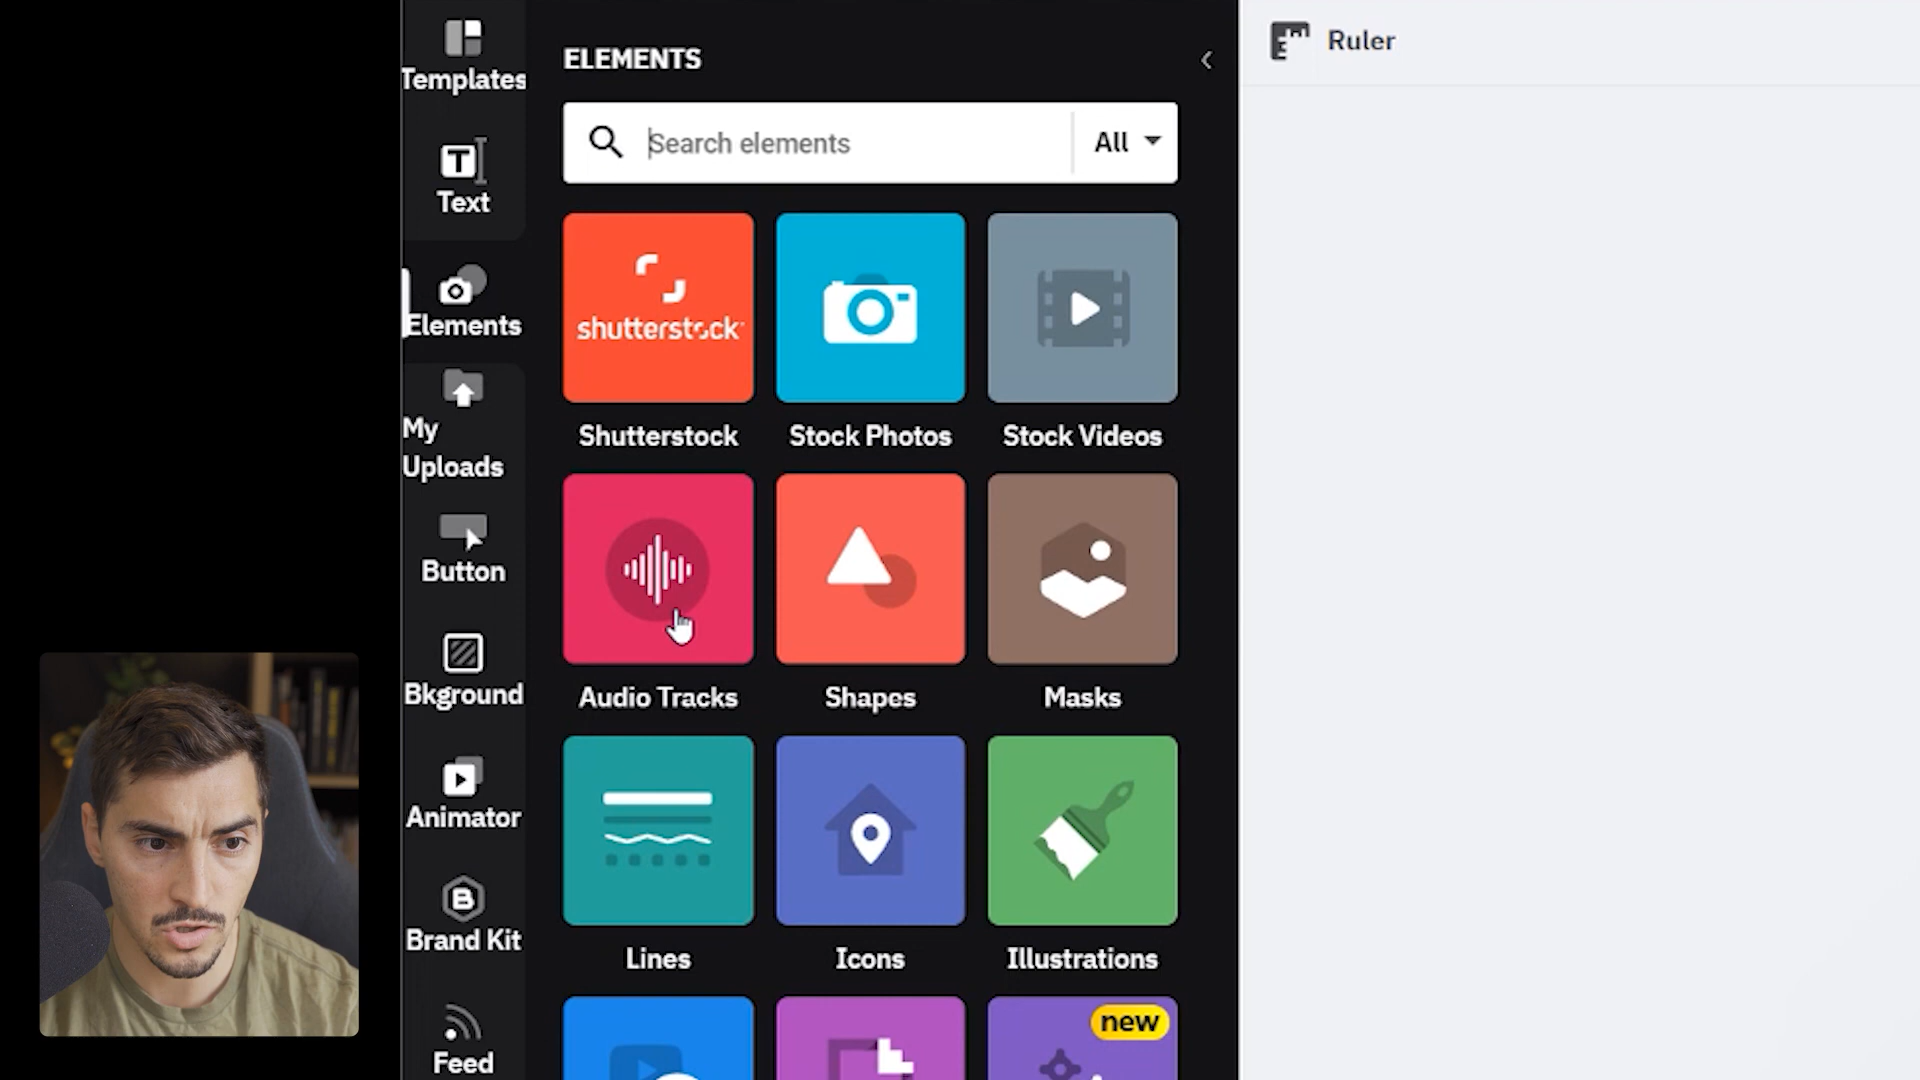 Templates
Text
Elements
My
Uploads
Button
Bkground
Animator
Brand Kit
Feed
ELEMENTS
Search elements
All
shutterstock
Shutterstock
Stock Photos
Stock Videos
Audio Tracks
Shapes
Masks
Lines
Icons
Illustrations
new
Ruler